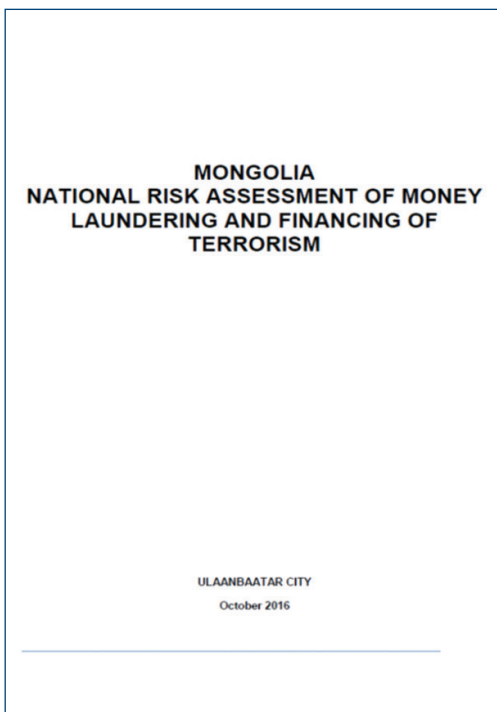 MONGOLIA
NATIONAL RISK ASSESSMENT OF MONEY
LAUNDERING AND FINANCING OF
TERRORISM
ULAANBAATAR CITY
October 2016